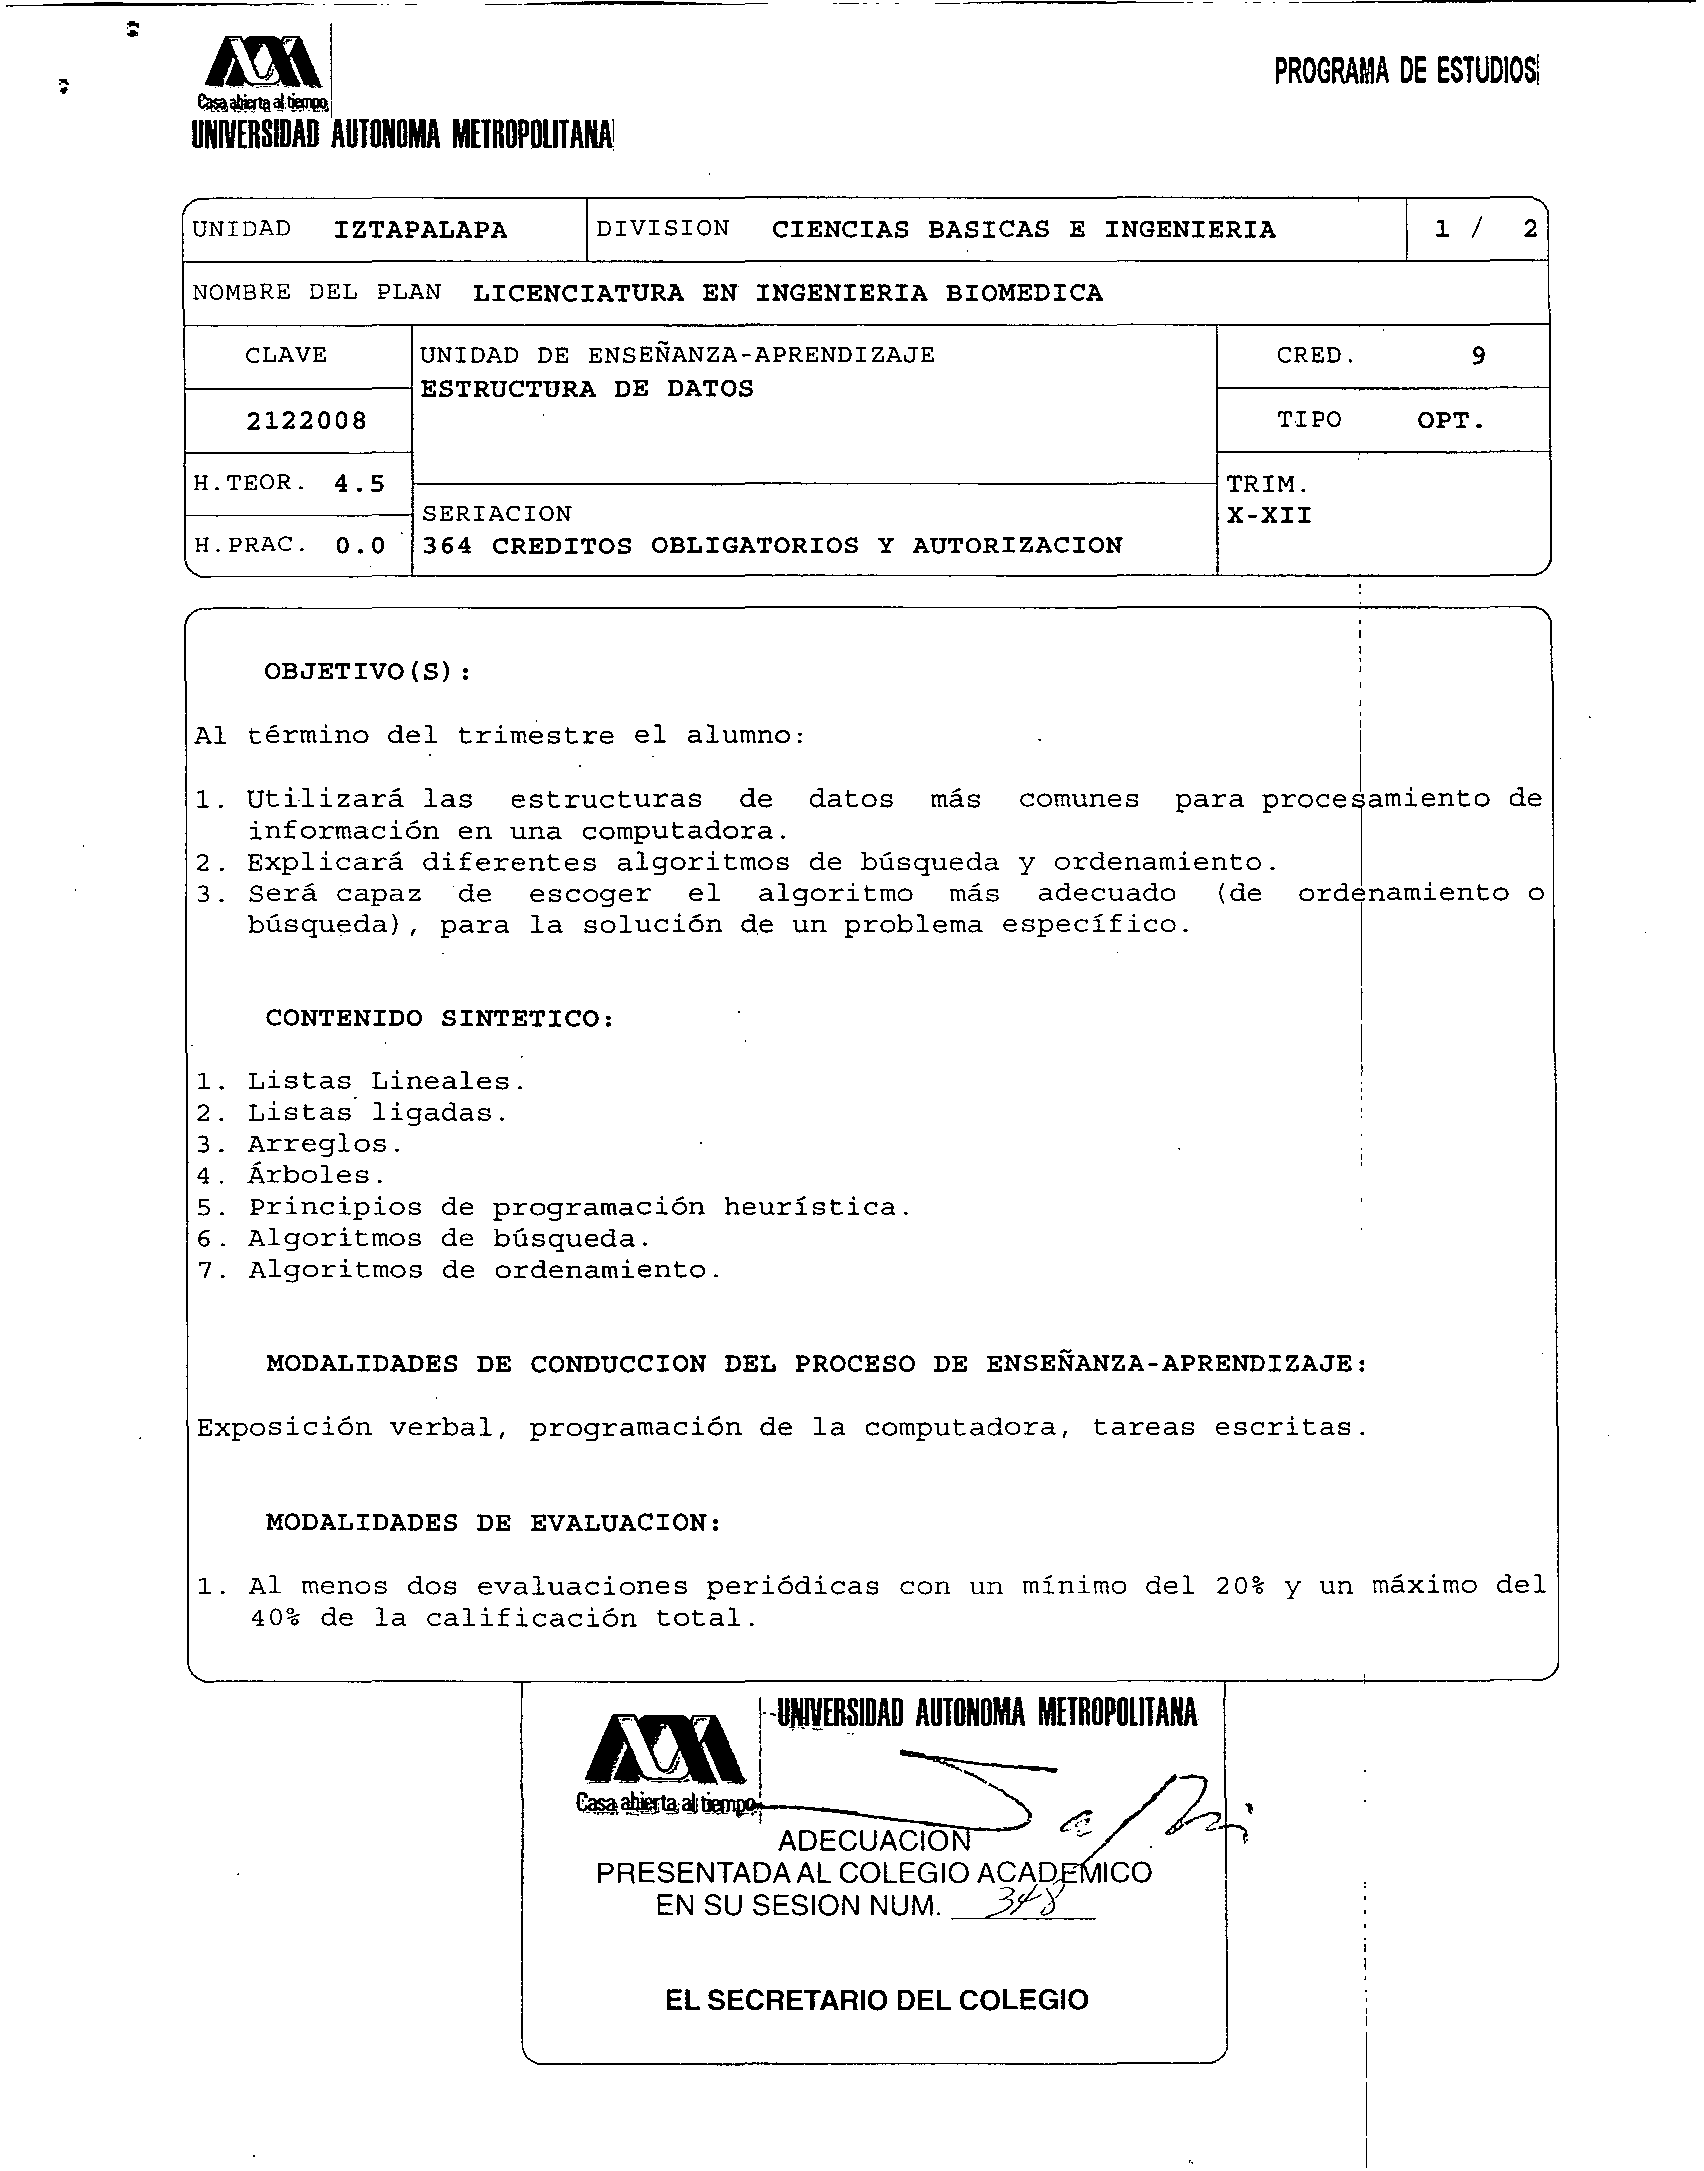 Casa abierta al tiempo
UNIVERSIDAD AUTONOMA METROPOLITANA
PROGRAMA DE ESTUDIOS
UNIDAD IZTAPALAPA DIVISION CIENCIAS BASICAS E INGENIERIA 1 / 2
NOMBRE DEL PLAN LICENCIATURA EN INGENIERIA BIOMEDICA
CLAVE
2122008
UNIDAD DE ENSEÑANZA-APRENDIZAJE
ESTRUCTURA DE DATOS
CRED. 9
TIPO OPT.
H.TEOR. 4.5
H.PRAC. 0.0
SERIACION
364 CREDITOS OBLIGATORIOS Y AUTORIZACION
TRIM.
X-XII
OBJETIVO(S):
Al término del trimestre el alumno:
1. Utilizará las estructuras de datos más comunes para procesamiento de
información en una computadora.
2. Explicará diferentes algoritmos de búsqueda y ordenamiento.
3. Será capaz de escoger el algoritmo más adecuado (de ordenamiento o
búsqueda), para la solución de un problema específico.
CONTENIDO SINTETICO:
1. Listas Lineales.
2. Listas ligadas.
3. Arreglos.
4. Árboles.
5. Principios de programación heurística.
6. Algoritmos de búsqueda.
7. Algoritmos de ordenamiento.
MODALIDADES DE CONDUCCION DEL PROCESO DE ENSEÑANZA-APRENDIZAJE:
Exposición verbal, programación de la computadora, tareas escritas.
MODALIDADES DE EVALUACION:
1. Al menos dos evaluaciones periódicas con un mínimo del 20% y un máximo del
40% de la calificación total.
UNIVERSIDAD AUTONOMA METROPOLITANA
Casa abierta al tiempo
ADECUACION
PRESENTADA AL COLEGIO ACADEMICO
EN SU SESION NUM. 348
EL SECRETARIO DEL COLEGIO